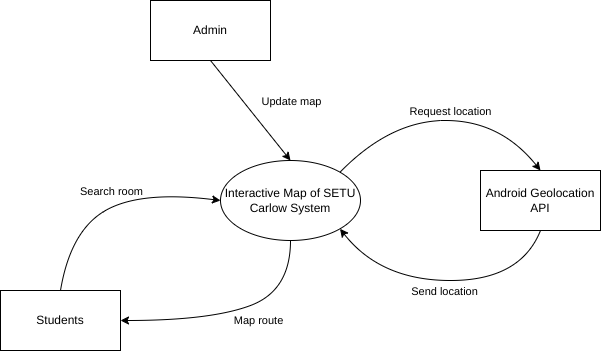 Admin
Update map
Request location
Search room
Interactive Map of SETU
Carlow System
Android Geolocation
API
Send location
Students
Map route